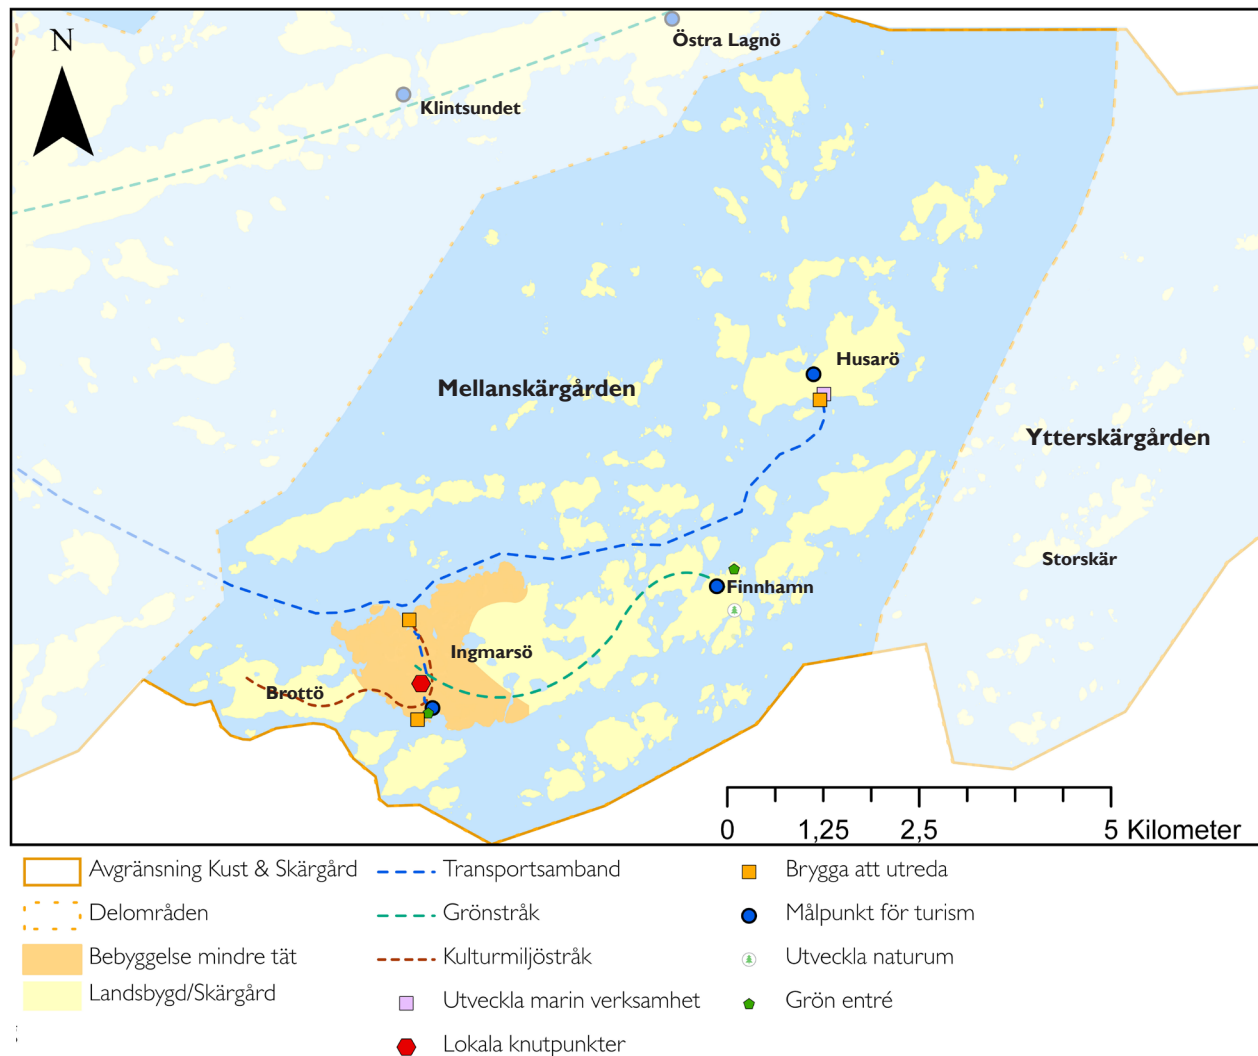 N
Östra Lagnö
Klintsundet
Husarö
Mellanskärgården
Ytterskärgården
Storskär
Finnhamn
Ingmarsö
Brottö
0 1,25 2,5 5 Kilometer
Avgränsning Kust & Skärgård
Delområden
Bebyggelse mindre tät
Landsbygd/Skärgård
Transportsamband
Grönstråk
Kulturmiljöstråk
Utveckla marin verksamhet
Lokala knutpunkter
Brygga att utreda
Målpunkt för turism
Utveckla naturum
Grön entré